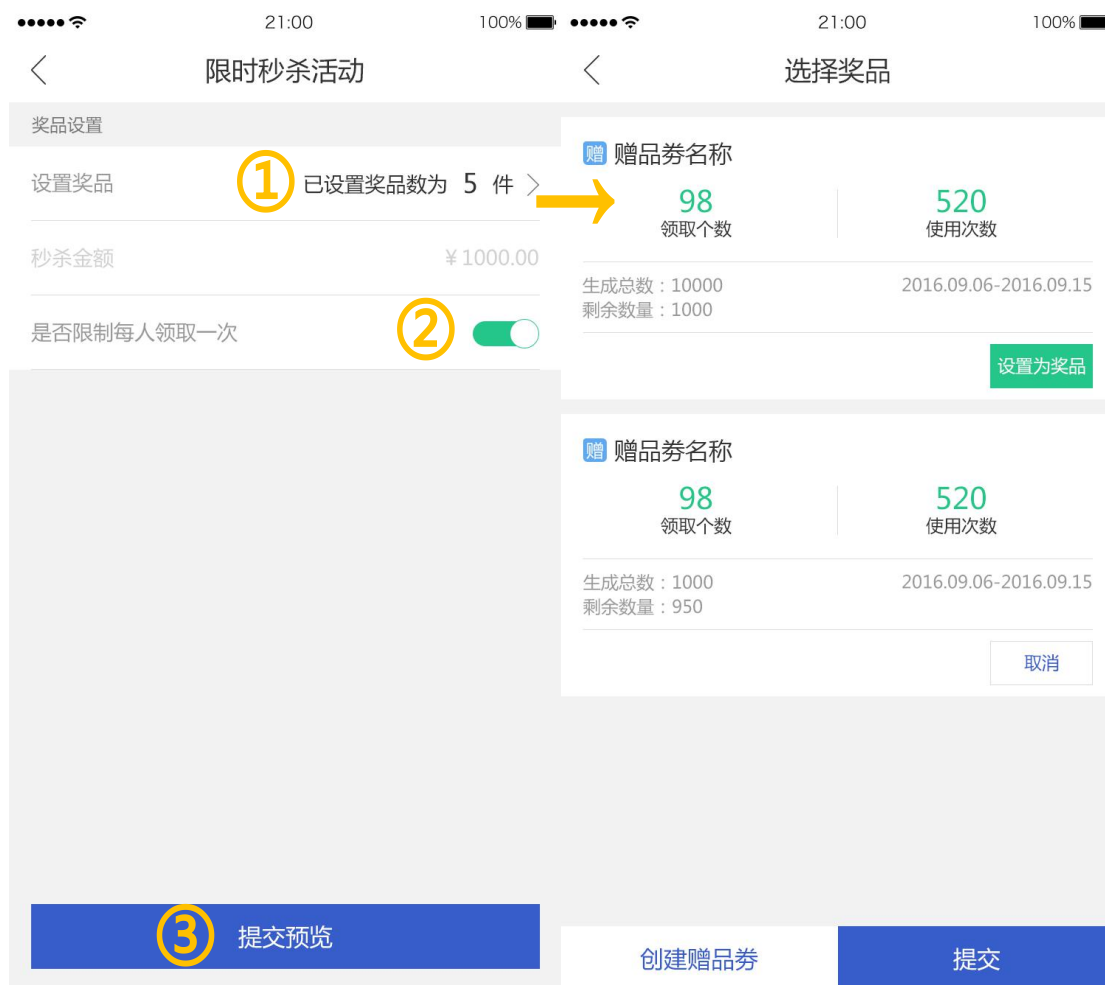 21:00
100%
限时秒杀活动
奖品设置
设置奖品
① 已设置奖品数为 5 件
秒杀金额
¥1000.00
是否限制每人领取一次 ②
③ 提交预览
21:00
100%
选择奖品
赠 赠品券名称
98
领取个数
520
使用次数
生成总数：10000
2016.09.06-2016.09.15
剩余数量：1000
设置为奖品
赠 赠品券名称
98
领取个数
520
使用次数
生成总数：1000
2016.09.06-2016.09.15
剩余数量：950
取消
创建赠品券
提交